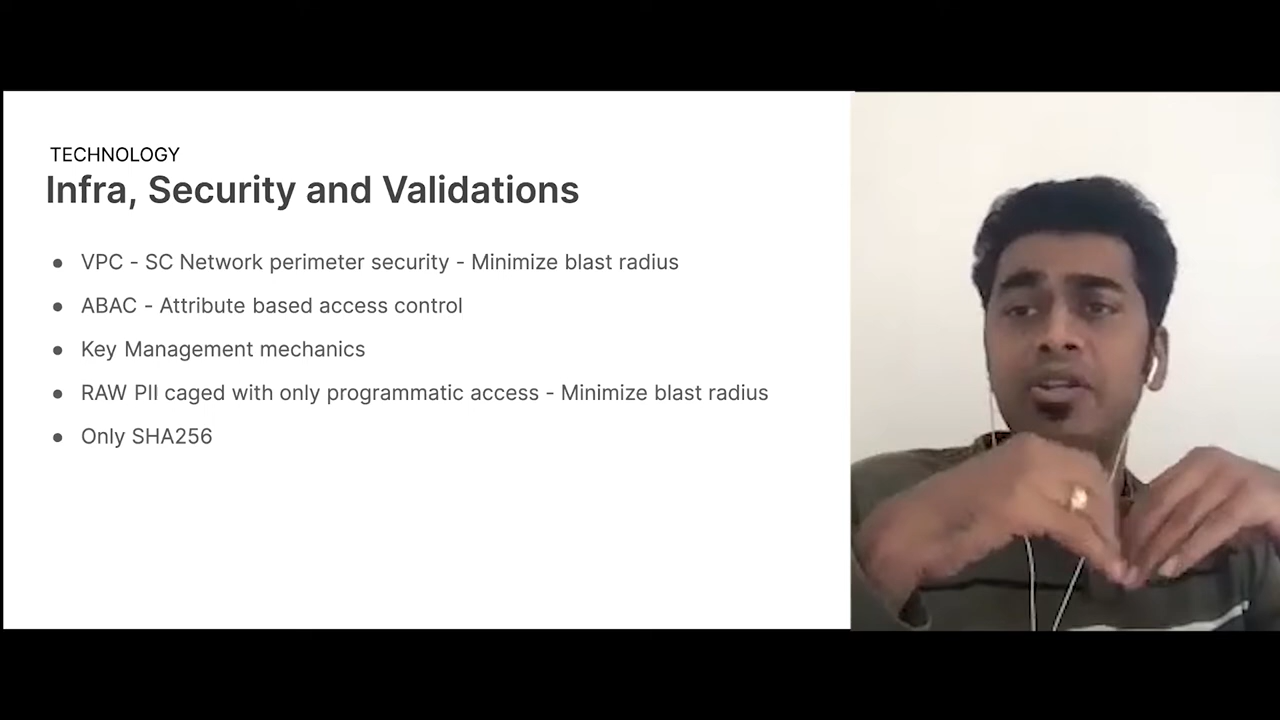 TECHNOLOGY
Infra, Security and Validations
● VPC - SC Network perimeter security - Minimize blast radius
● ABAC - Attribute based access control
● Key Management mechanics
● RAW PII caged with only programmatic access - Minimize blast radius
● Only SHA256